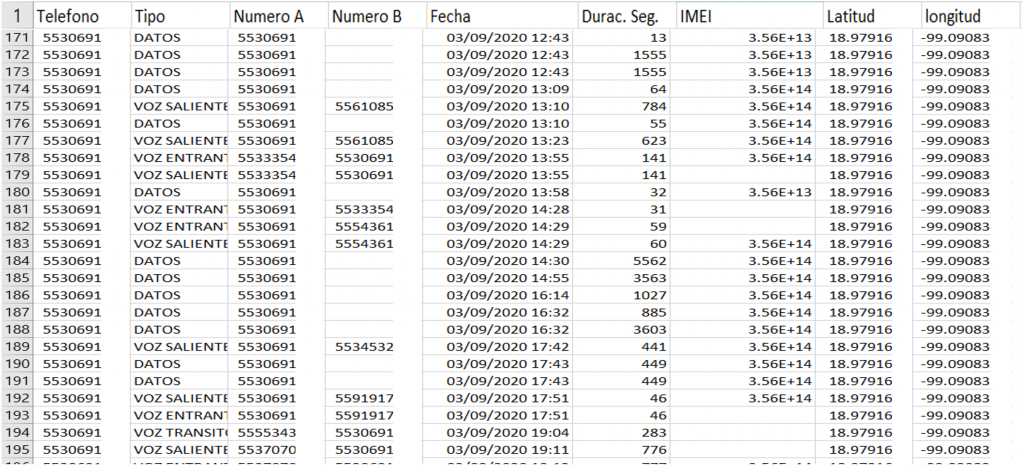 1 Telefono Tipo Numero A Numero B Fecha Durac. Seg. IMEI Latitud longitud
171 5530691 DATOS 5530691 03/09/2020 12:43 13 3.56E+13 18.97916 -99.09083
172 5530691 DATOS 5530691 03/09/2020 12:43 1555 3.56E+13 18.97916 -99.09083
173 5530691 DATOS 5530691 03/09/2020 12:43 1555 3.56E+13 18.97916 -99.09083
174 5530691 DATOS 5530691 03/09/2020 13:09 64 3.56E+14 18.97916 -99.09083
175 5530691 VOZ SALIENTE 5530691 5561085 03/09/2020 13:10 784 3.56E+14 18.97916 -99.09083
176 5530691 DATOS 5530691 03/09/2020 13:10 55 3.56E+14 18.97916 -99.09083
177 5530691 VOZ SALIENTE 5530691 5561085 03/09/2020 13:23 623 3.56E+14 18.97916 -99.09083
178 5530691 VOZ ENTRANT 5533354 5530691 03/09/2020 13:55 141 3.56E+14 18.97916 -99.09083
179 5530691 VOZ SALIENTE 5533354 5530691 03/09/2020 13:55 141 18.97916 -99.09083
180 5530691 DATOS 5530691 03/09/2020 13:58 32 3.56E+13 18.97916 -99.09083
181 5530691 VOZ ENTRANT 5530691 5533354 03/09/2020 14:28 31 18.97916 -99.09083
182 5530691 VOZ ENTRANT 5530691 5554361 03/09/2020 14:29 59 18.97916 -99.09083
183 5530691 VOZ SALIENTE 5530691 5554361 03/09/2020 14:29 60 3.56E+14 18.97916 -99.09083
184 5530691 DATOS 5530691 03/09/2020 14:30 5562 3.56E+14 18.97916 -99.09083
185 5530691 DATOS 5530691 03/09/2020 14:55 3563 3.56E+14 18.97916 -99.09083
186 5530691 DATOS 5530691 03/09/2020 16:14 1027 3.56E+14 18.97916 -99.09083
187 5530691 DATOS 5530691 03/09/2020 16:32 885 3.56E+14 18.97916 -99.09083
188 5530691 DATOS 5530691 03/09/2020 16:32 3603 3.56E+14 18.97916 -99.09083
189 5530691 VOZ SALIENTE 5530691 5534532 03/09/2020 17:42 441 3.56E+14 18.97916 -99.09083
190 5530691 DATOS 5530691 03/09/2020 17:43 449 3.56E+14 18.97916 -99.09083
191 5530691 DATOS 5530691 03/09/2020 17:43 449 3.56E+14 18.97916 -99.09083
192 5530691 VOZ SALIENTE 5530691 5591917 03/09/2020 17:51 46 3.56E+14 18.97916 -99.09083
193 5530691 VOZ ENTRANT 5530691 5591917 03/09/2020 17:51 46 18.97916 -99.09083
194 5530691 VOZ TRANSIT 5555343 5530691 03/09/2020 19:04 283 18.97916 -99.09083
195 5530691 VOZ SALIENTE 5537070 5530691 03/09/2020 19:11 776 18.97916 -99.09083